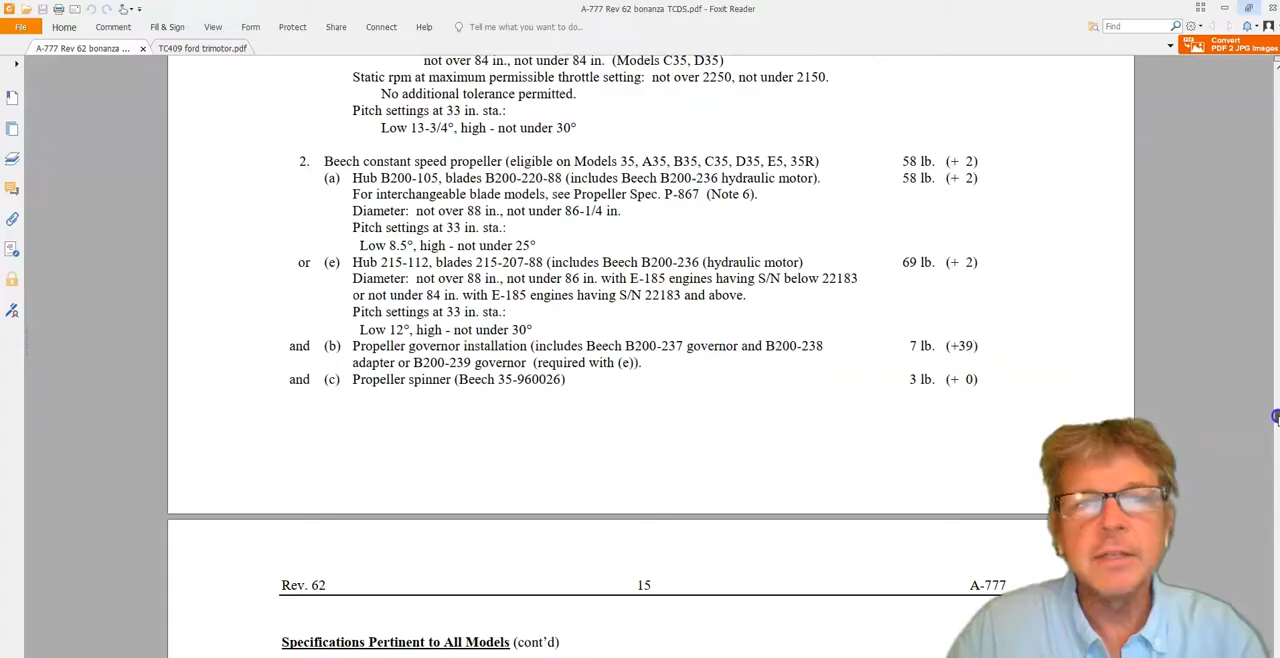 A-777 Rev 62 bonanza TCDS.pdf - Foxit Reader
File Home Comment Fill & Sign View Form Protect Share Connect Help Tell me what you want to do.. Find
A-777 Rev 62 bonanza ... TC409 ford trimotor.pdf
Convert
PDF 2 JPG Images
not over 84 in., not under 84 in. (Models C35, D35)
Static rpm at maximum permissible throttle setting: not over 2250, not under 2150.
No additional tolerance permitted.
Pitch settings at 33 in. sta.:
Low 13-3/4°, high - not under 30°
2. Beech constant speed propeller (eligible on Models 35, A35, B35, C35, D35, E5, 35R) 58 lb. (+ 2)
(a) Hub B200-105, blades B200-220-88 (includes Beech B200-236 hydraulic motor). 58 lb. (+ 2)
For interchangeable blade models, see Propeller Spec. P-867 (Note 6).
Diameter: not over 88 in., not under 86-1/4 in.
Pitch settings at 33 in. sta.:
Low 8.5°, high - not under 25°
or (e) Hub 215-112, blades 215-207-88 (includes Beech B200-236 (hydraulic motor) 69 lb. (+ 2)
Diameter: not over 88 in., not under 86 in. with E-185 engines having S/N below 22183
or not under 84 in. with E-185 engines having S/N 22183 and above.
Pitch settings at 33 in. sta.:
Low 12°, high - not under 30°
and (b) Propeller governor installation (includes Beech B200-237 governor and B200-238 7 lb. (+39)
adapter or B200-239 governor (required with (e)).
and (c) Propeller spinner (Beech 35-960026) 3 lb. (+ 0)
Rev. 62 15 A-777
Specifications Pertinent to All Models (cont'd)